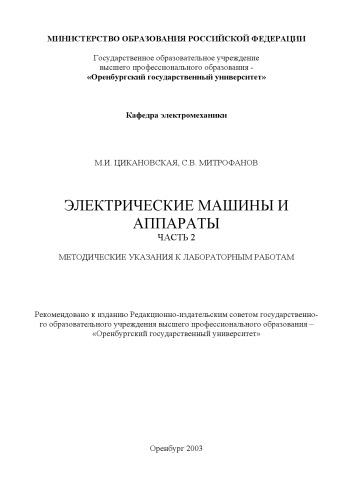 МИНИСТЕРСТВО ОБРАЗОВАНИЯ РОССИЙСКОЙ ФЕДЕРАЦИИ
Государственное образовательное учреждение
высшего профессионального образования -
«Оренбургский государственный университет»
Кафедра электромеханики
М.И. ЦИКАНОВСКАЯ, С.В. МИТРОФАНОВ
ЭЛЕКТРИЧЕСКИЕ МАШИНЫ И
АППАРАТЫ
ЧАСТЬ 2
МЕТОДИЧЕСКИЕ УКАЗАНИЯ К ЛАБОРАТОРНЫМ РАБОТАМ
Рекомендовано к изданию Редакционно-издательским советом государственно-
го образовательного учреждения высшего профессионального образования –
«Оренбургский государственный университет»
Оренбург 2003